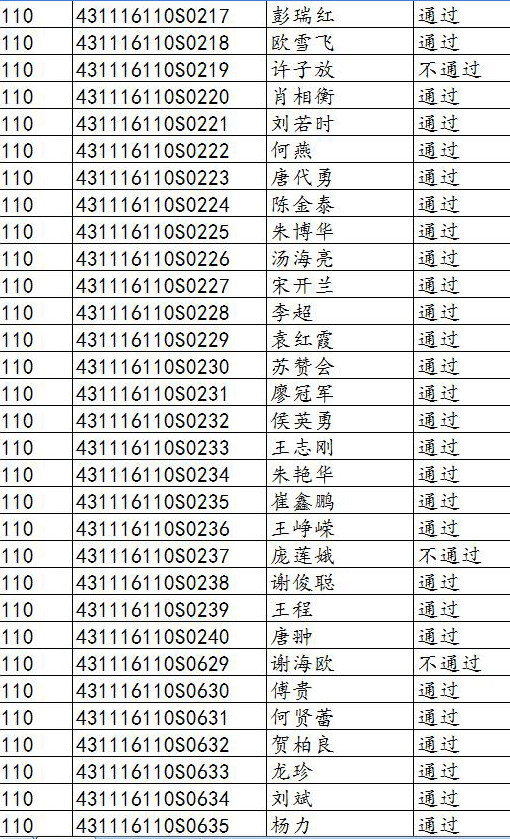 110 431116110S0217 彭瑞红 通过
110 431116110S0218 欧雪飞 通过
110 431116110S0219 许子放 不通过
110 431116110S0220 肖相衡 通过
110 431116110S0221 刘若时 通过
110 431116110S0222 何燕 通过
110 431116110S0223 唐代勇 通过
110 431116110S0224 陈金泰 通过
110 431116110S0225 朱博华 通过
110 431116110S0226 汤海亮 通过
110 431116110S0227 宋开兰 通过
110 431116110S0228 李超 通过
110 431116110S0229 袁红霞 通过
110 431116110S0230 苏赞会 通过
110 431116110S0231 廖冠军 通过
110 431116110S0232 侯英勇 通过
110 431116110S0233 王志刚 通过
110 431116110S0234 朱艳华 通过
110 431116110S0235 崔鑫鹏 通过
110 431116110S0236 王峥嵘 通过
110 431116110S0237 庞莲娥 不通过
110 431116110S0238 谢俊聪 通过
110 431116110S0239 王程 通过
110 431116110S0240 唐翀 通过
110 431116110S0629 谢海欧 不通过
110 431116110S0630 傅贵 通过
110 431116110S0631 何贤蕾 通过
110 431116110S0632 贺柏良 通过
110 431116110S0633 龙珍 通过
110 431116110S0634 刘斌 通过
110 431116110S0635 杨力 通过